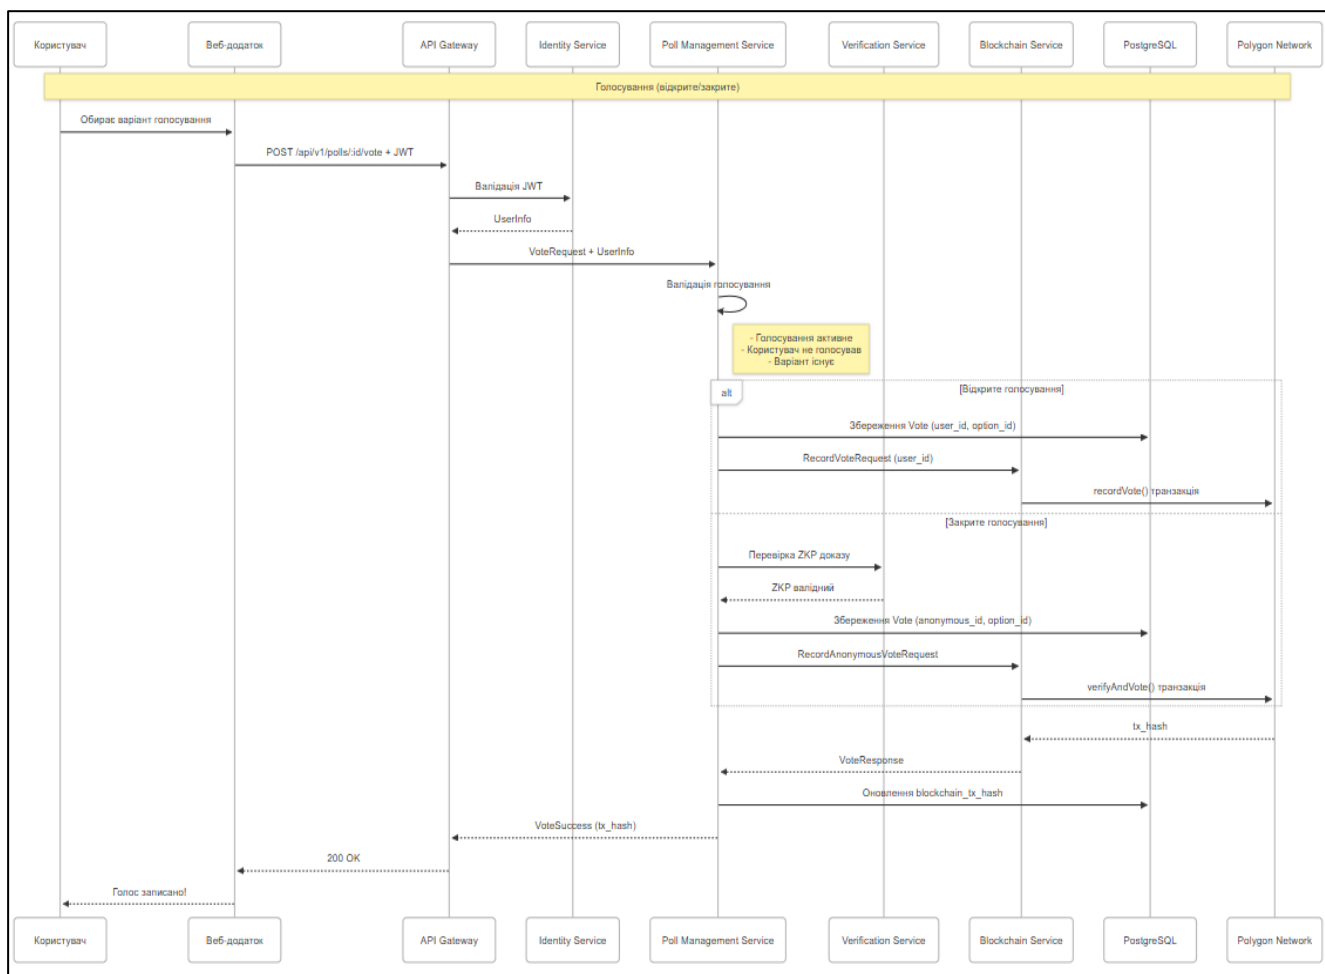 Користувач
Веб-додаток
API Gateway
Identity Service
Poll Management Service
Verification Service
Blockchain Service
PostgreSQL
Polygon Network
Голосування (відкрите/закрите)
Обирає варіант голосування
POST /api/v1/polls/:id/vote + JWT
Валідація JWT
UserInfo
VoteRequest + UserInfo
Валідація голосування
- Голосування активне
- Користувач не голосував
- Варіант існує
alt
[Відкрите голосування]
Збереження Vote (user_id, option_id)
RecordVoteRequest (user_id)
recordVote() транзакція
[Закрите голосування]
Перевірка ZKP доказу
ZKP валідний
Збереження Vote (anonymous_id, option_id)
RecordAnonymousVoteRequest
verifyAndVote() транзакція
tx_hash
VoteResponse
Оновлення blockchain_tx_hash
VoteSuccess (tx_hash)
200 OK
Голос записано!
Користувач
Веб-додаток
API Gateway
Identity Service
Poll Management Service
Verification Service
Blockchain Service
PostgreSQL
Polygon Network